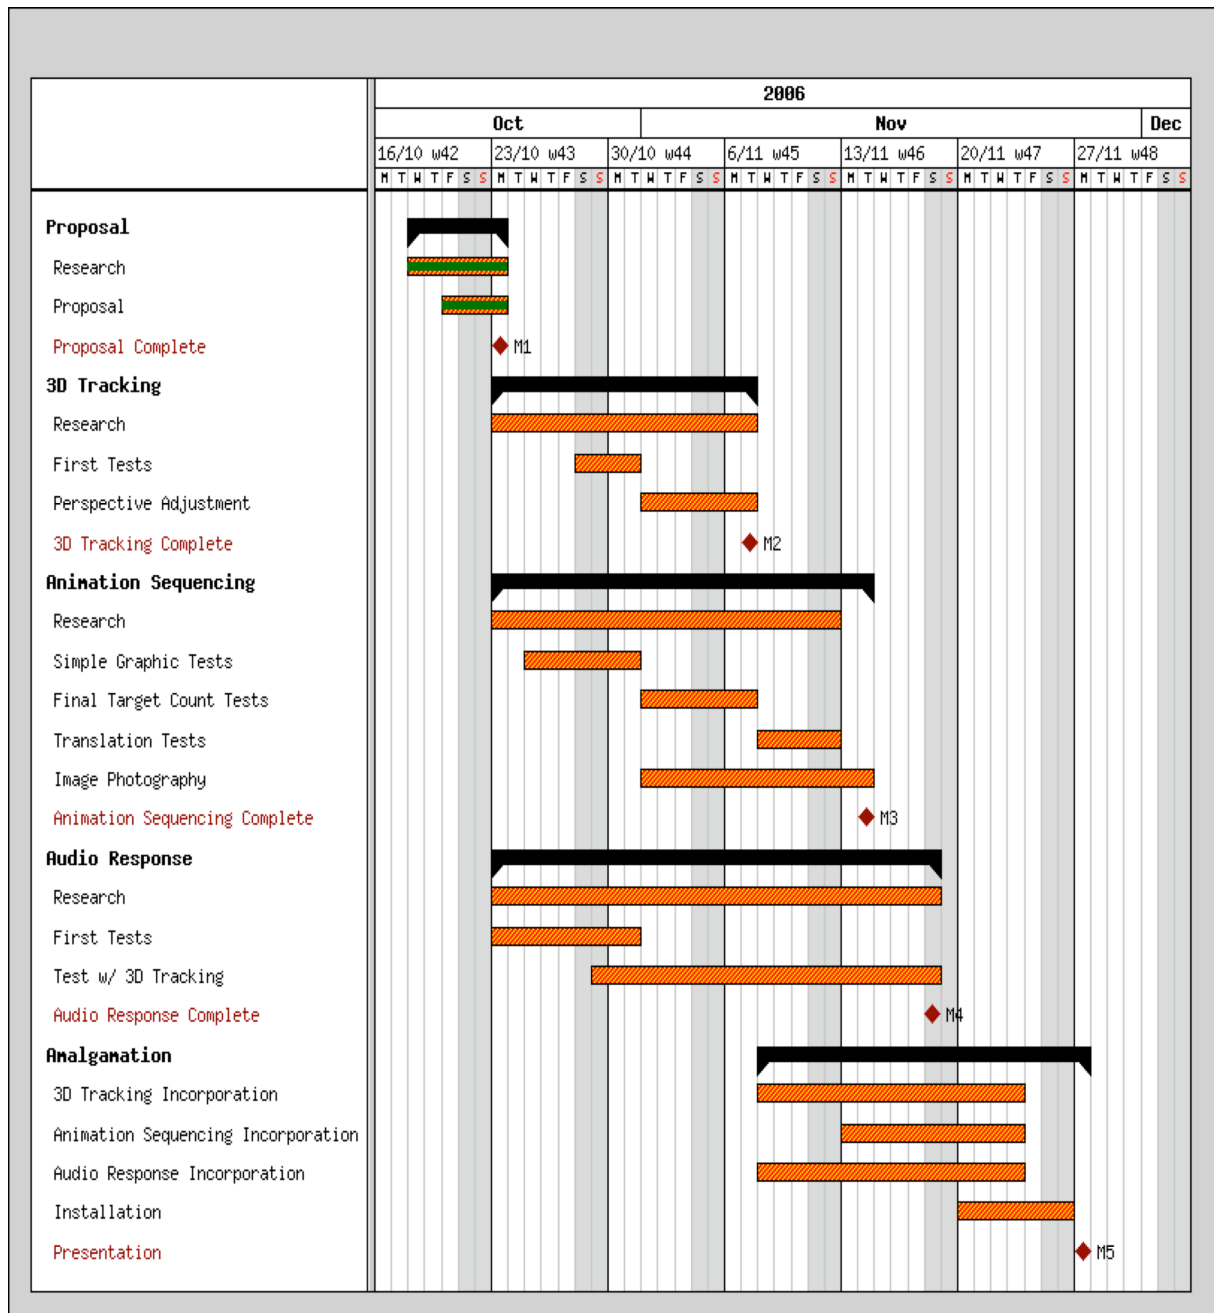 2006
Oct Nov Dec
16/10 w42 23/10 w43 30/10 w44 6/11 w45 13/11 w46 20/11 w47 27/11 w48
M T W T F S S M T W T F S S M T W T F S S M T W T F S S M T W T F S S M T W T F S S M T W T F S S
Proposal
Research
Proposal
Proposal Complete M1
3D Tracking
Research
First Tests
Perspective Adjustment
3D Tracking Complete M2
Animation Sequencing
Research
Simple Graphic Tests
Final Target Count Tests
Translation Tests
Image Photography
Animation Sequencing Complete M3
Audio Response
Research
First Tests
Test w/ 3D Tracking
Audio Response Complete M4
Amalgamation
3D Tracking Incorporation
Animation Sequencing Incorporation
Audio Response Incorporation
Installation
Presentation M5